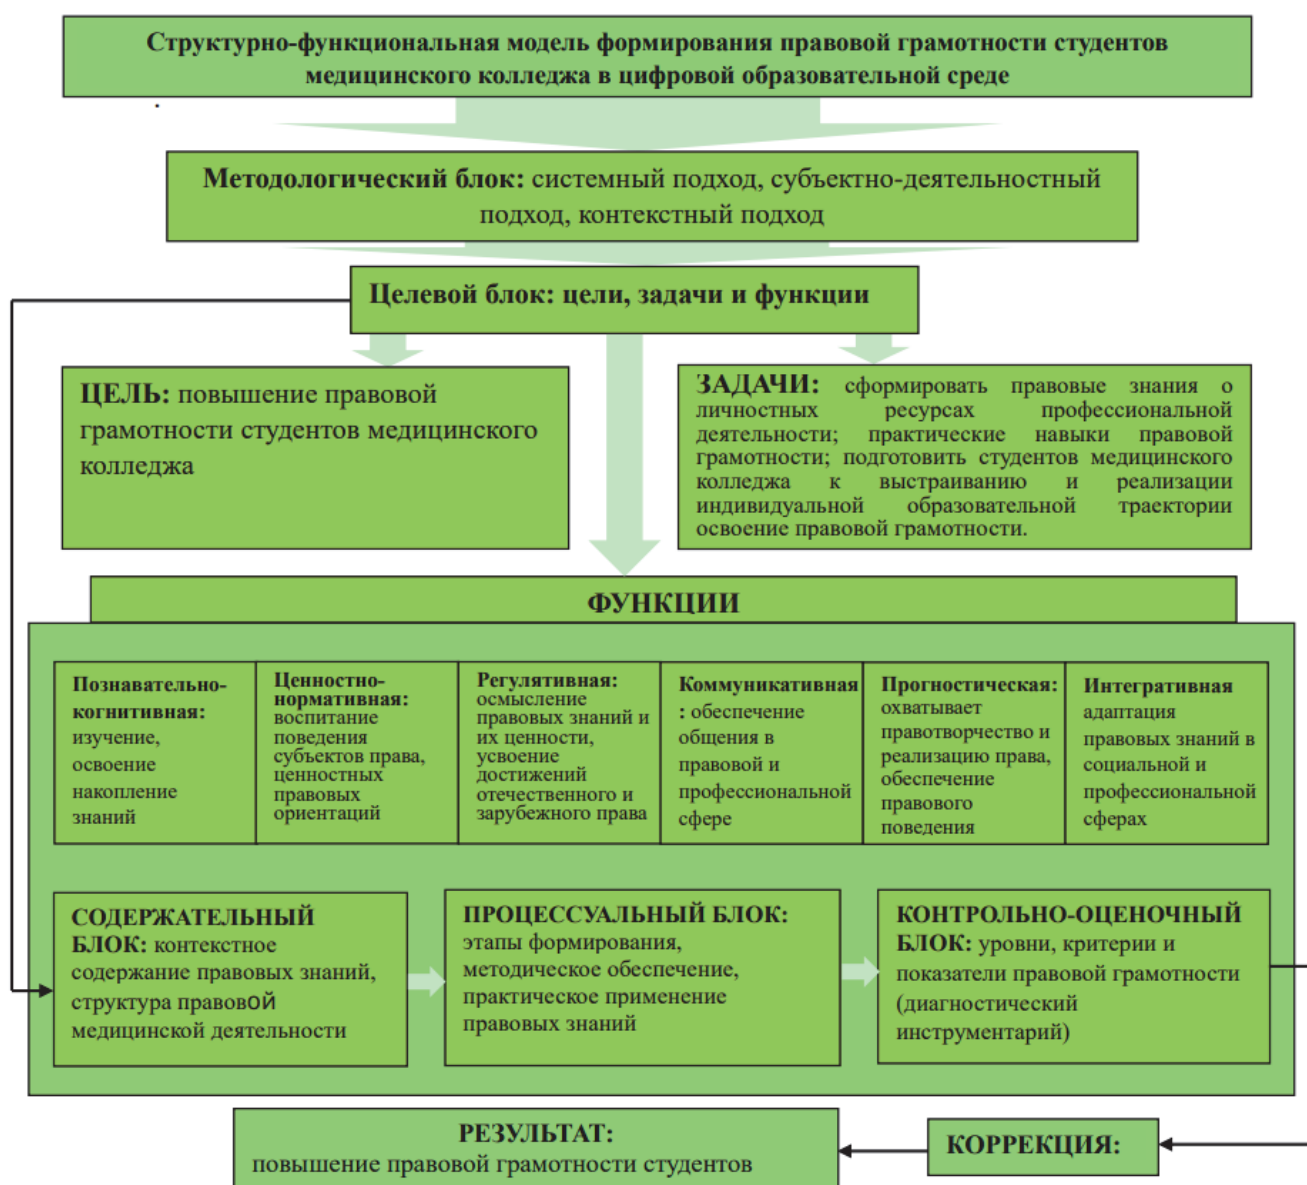 Структурно-функциональная модель формирования правовой грамотности студентов
медицинского колледжа в цифровой образовательной среде
.
Методологический блок: системный подход, субъектно-деятельностный
подход, контекстный подход
Целевой блок: цели, задачи и функции
ЦЕЛЬ: повышение правовой
грамотности студентов медицинского
колледжа
ЗАДАЧИ: сформировать правовые знания о
личностных ресурсах профессиональной
деятельности; практические навыки правовой
грамотности; подготовить студентов медицинского
колледжа к выстраиванию и реализации
индивидуальной образовательной траектории
освоение правовой грамотности.
ФУНКЦИИ
Познавательно-
когнитивная:
изучение,
освоение
накопление
знаний
Ценностно-
нормативная:
воспитание
поведения
субъектов права,
ценностных
правовых
ориентаций
Регулятивная:
осмысление
правовых знаний и
их ценности,
усвоение
достижений
отечественного и
зарубежного права
Коммуникативная
: обеспечение
общения в
правовой и
профессиональной
сфере
Прогностическая:
охватывает
правотворчество и
реализацию права,
обеспечение
правового
поведения
Интегративная
адаптация
правовых знаний в
социальной и
профессиональной
сферах
СОДЕРЖАТЕЛЬНЫЙ
БЛОК: контекстное
содержание правовых знаний,
структура правовой
медицинской деятельности
ПРОЦЕССУАЛЬНЫЙ БЛОК:
этапы формирования,
методическое обеспечение,
практическое применение
правовых знаний
КОНТРОЛЬНО-ОЦЕНОЧНЫЙ
БЛОК: уровни, критерии и
показатели правовой грамотности
(диагностический
инструментарий)
РЕЗУЛЬТАТ:
повышение правовой грамотности студентов
КОРРЕКЦИЯ: